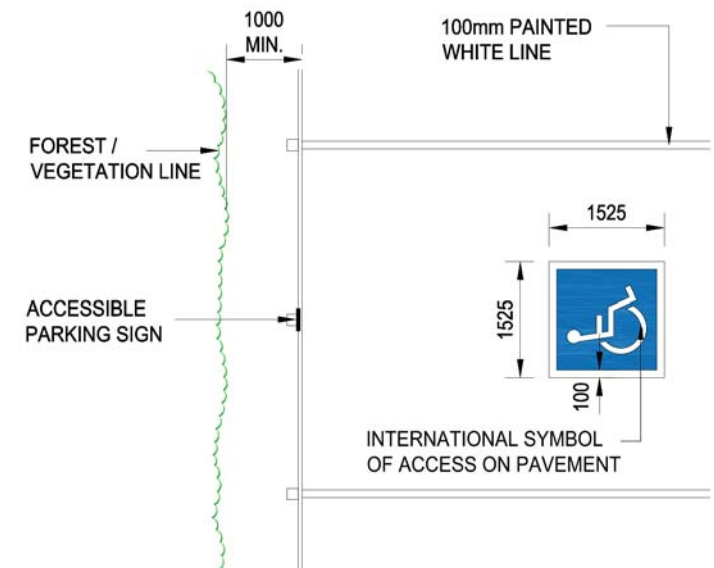 1000
MIN.
100mm PAINTED
WHITE LINE
FOREST /
VEGETATION LINE
1525
ACCESSIBLE
PARKING SIGN
1525
100
INTERNATIONAL SYMBOL
OF ACCESS ON PAVEMENT